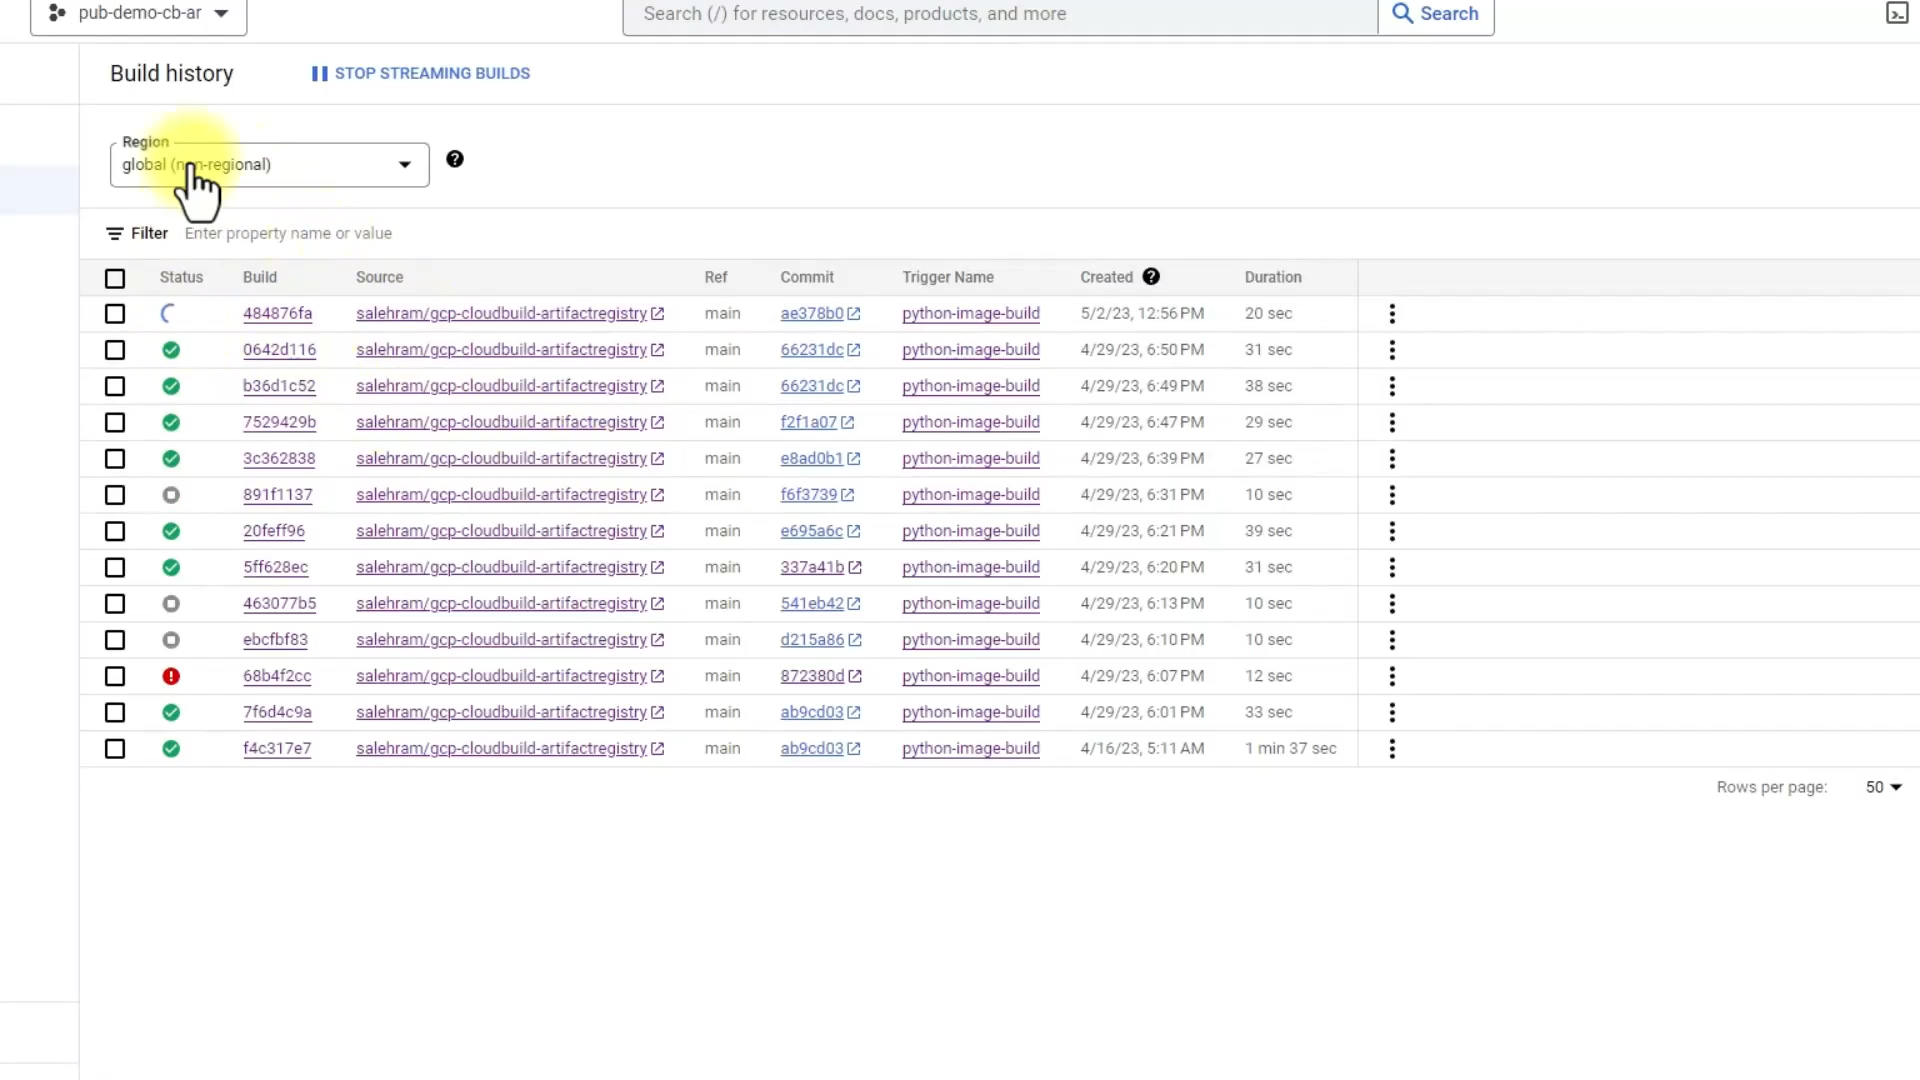 pub-demo-cb-ar Search (/) for resources, docs, products, and more Search
Build history STOP STREAMING BUILDS
Region
global (non-regional)
Filter Enter property name or value
Status Build Source Ref Commit Trigger Name Created Duration
484876fa salehram/gcp-cloudbuild-artifactregistry main ae378b0 python-image-build 5/2/23, 12:56 PM 20 sec
0642d116 salehram/gcp-cloudbuild-artifactregistry main 66231dc python-image-build 4/29/23, 6:50 PM 31 sec
b36d1c52 salehram/gcp-cloudbuild-artifactregistry main 66231dc python-image-build 4/29/23, 6:49 PM 38 sec
7529429b salehram/gcp-cloudbuild-artifactregistry main f2f1a07 python-image-build 4/29/23, 6:47 PM 29 sec
3c362838 salehram/gcp-cloudbuild-artifactregistry main e8ad0b1 python-image-build 4/29/23, 6:39 PM 27 sec
891f1137 salehram/gcp-cloudbuild-artifactregistry main f6f3739 python-image-build 4/29/23, 6:31 PM 10 sec
20feff96 salehram/gcp-cloudbuild-artifactregistry main e695a6c python-image-build 4/29/23, 6:21 PM 39 sec
5ff628ec salehram/gcp-cloudbuild-artifactregistry main 337a41b python-image-build 4/29/23, 6:20 PM 31 sec
463077b5 salehram/gcp-cloudbuild-artifactregistry main 541eb42 python-image-build 4/29/23, 6:13 PM 10 sec
ebcfbf83 salehram/gcp-cloudbuild-artifactregistry main d215a86 python-image-build 4/29/23, 6:10 PM 10 sec
68b4f2cc salehram/gcp-cloudbuild-artifactregistry main 872380d python-image-build 4/29/23, 6:07 PM 12 sec
7f6d4c9a salehram/gcp-cloudbuild-artifactregistry main ab9cd03 python-image-build 4/29/23, 6:01 PM 33 sec
f4c317e7 salehram/gcp-cloudbuild-artifactregistry main ab9cd03 python-image-build 4/16/23, 5:11 AM 1 min 37 sec
Rows per page: 50